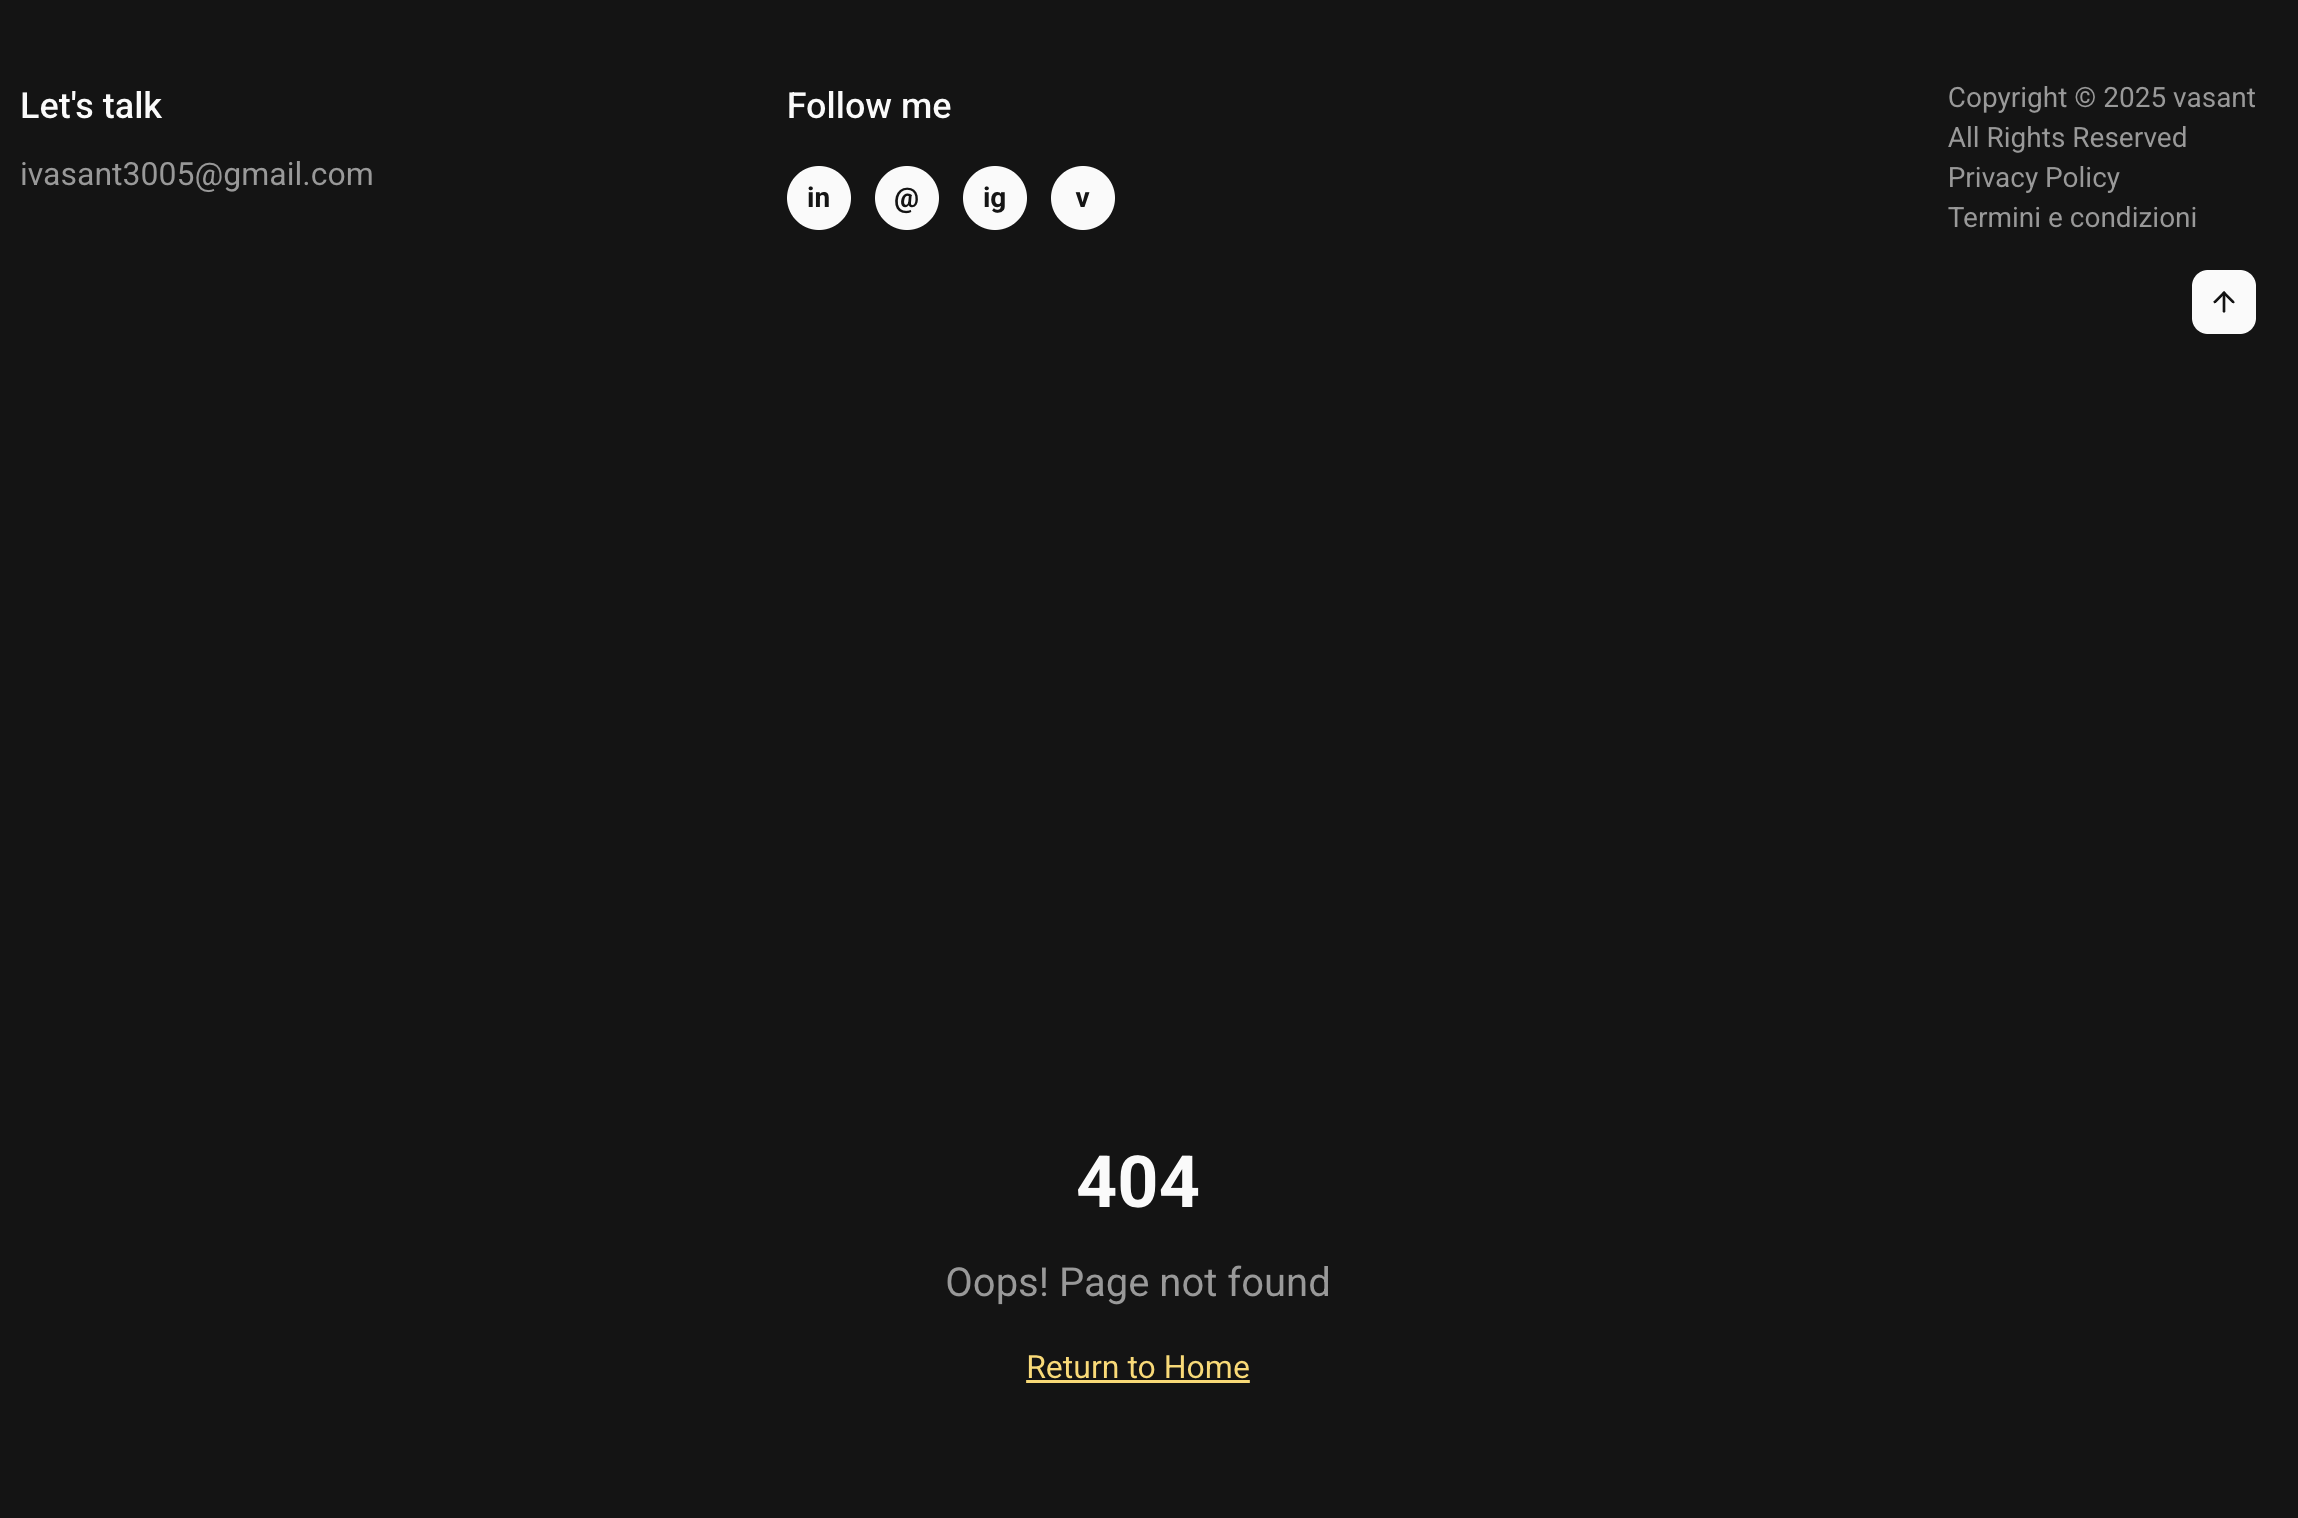 Let's talk
ivasant3005@gmail.com
Follow me
in @ ig v
Copyright © 2025 vasant
All Rights Reserved
Privacy Policy
Termini e condizioni
404
Oops! Page not found
Return to Home